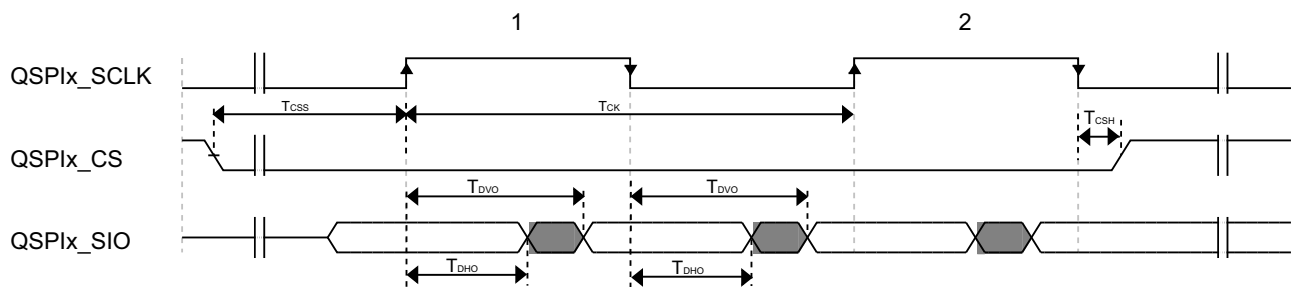 1 2
QSPIx_SCLK
TCSS TCK TCSH
QSPIx_CS
TDVO TDVO
QSPIx_SIO
TDHO TDHO